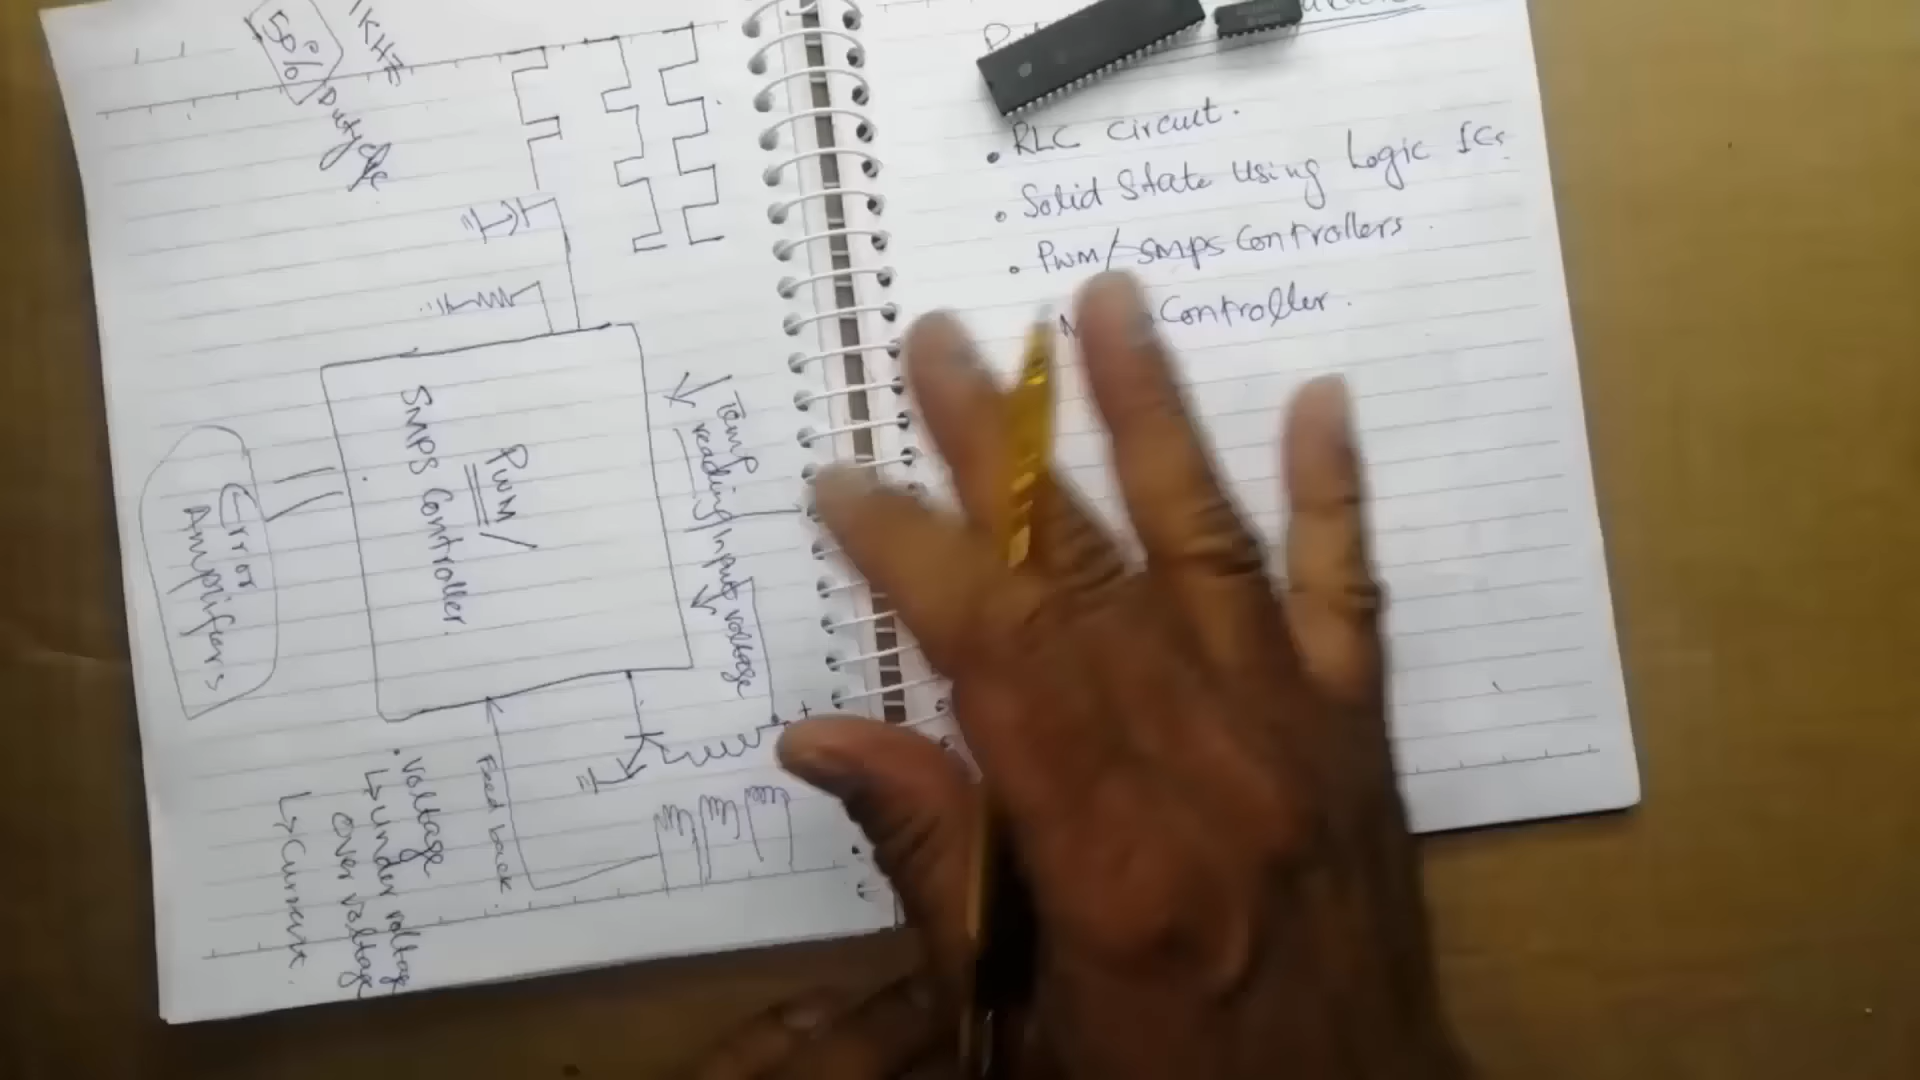 1KHz
50%
Duty
Temp
reading
Input voltage
PWM/
SMPS Controller.
Error
Amplifiers
Feed back.
. voltage
↳ under voltage
over voltage
↳ Current.
• RLC Circuit.
• Solid State Using Logic ICs
• PWM/SMPS Controllers.
Controller.